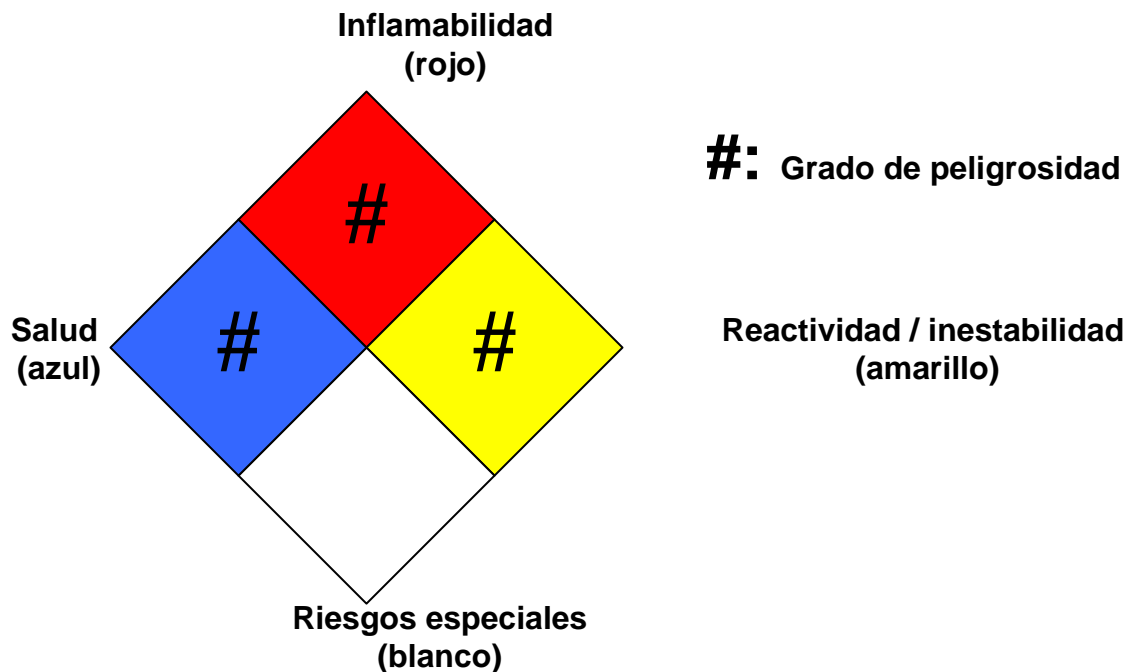 Inflamabilidad
(rojo)
#: Grado de peligrosidad
#
Salud
(azul)
#
#
Reactividad / inestabilidad
(amarillo)
Riesgos especiales
(blanco)